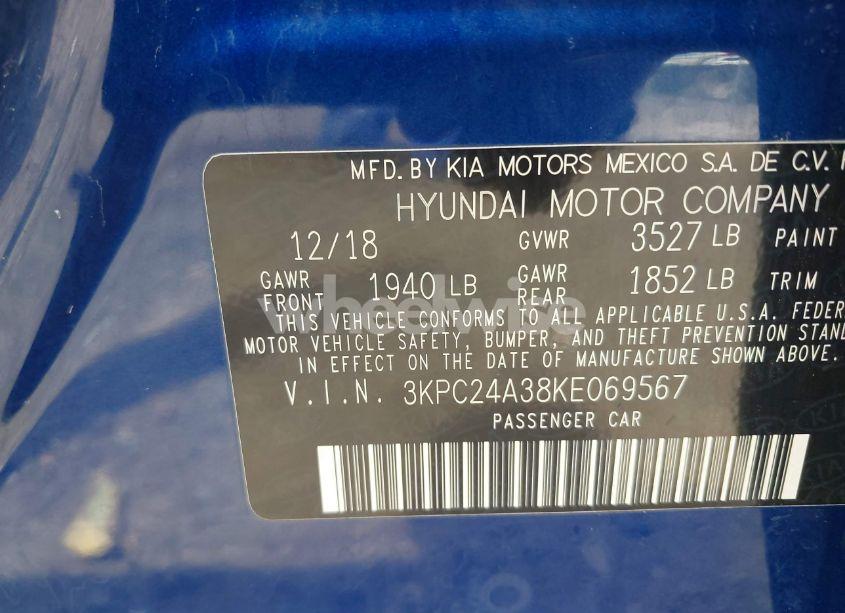 MFD. BY KIA MOTORS MEXICO S.A. DE C.V.
HYUNDAI MOTOR COMPANY
12/18 GVWR 3527 LB PAINT
GAWR FRONT 1940 LB GAWR REAR 1852 LB TRIM
THIS VEHICLE CONFORMS TO ALL APPLICABLE U.S.A.
MOTOR VEHICLE SAFETY, BUMPER, AND THEFT PREVENTION
IN EFFECT ON THE DATE OF MANUFACTURE SHOWN ABOVE.
V.I.N. 3KPC24A38KE069567
PASSENGER CAR
wheelwise